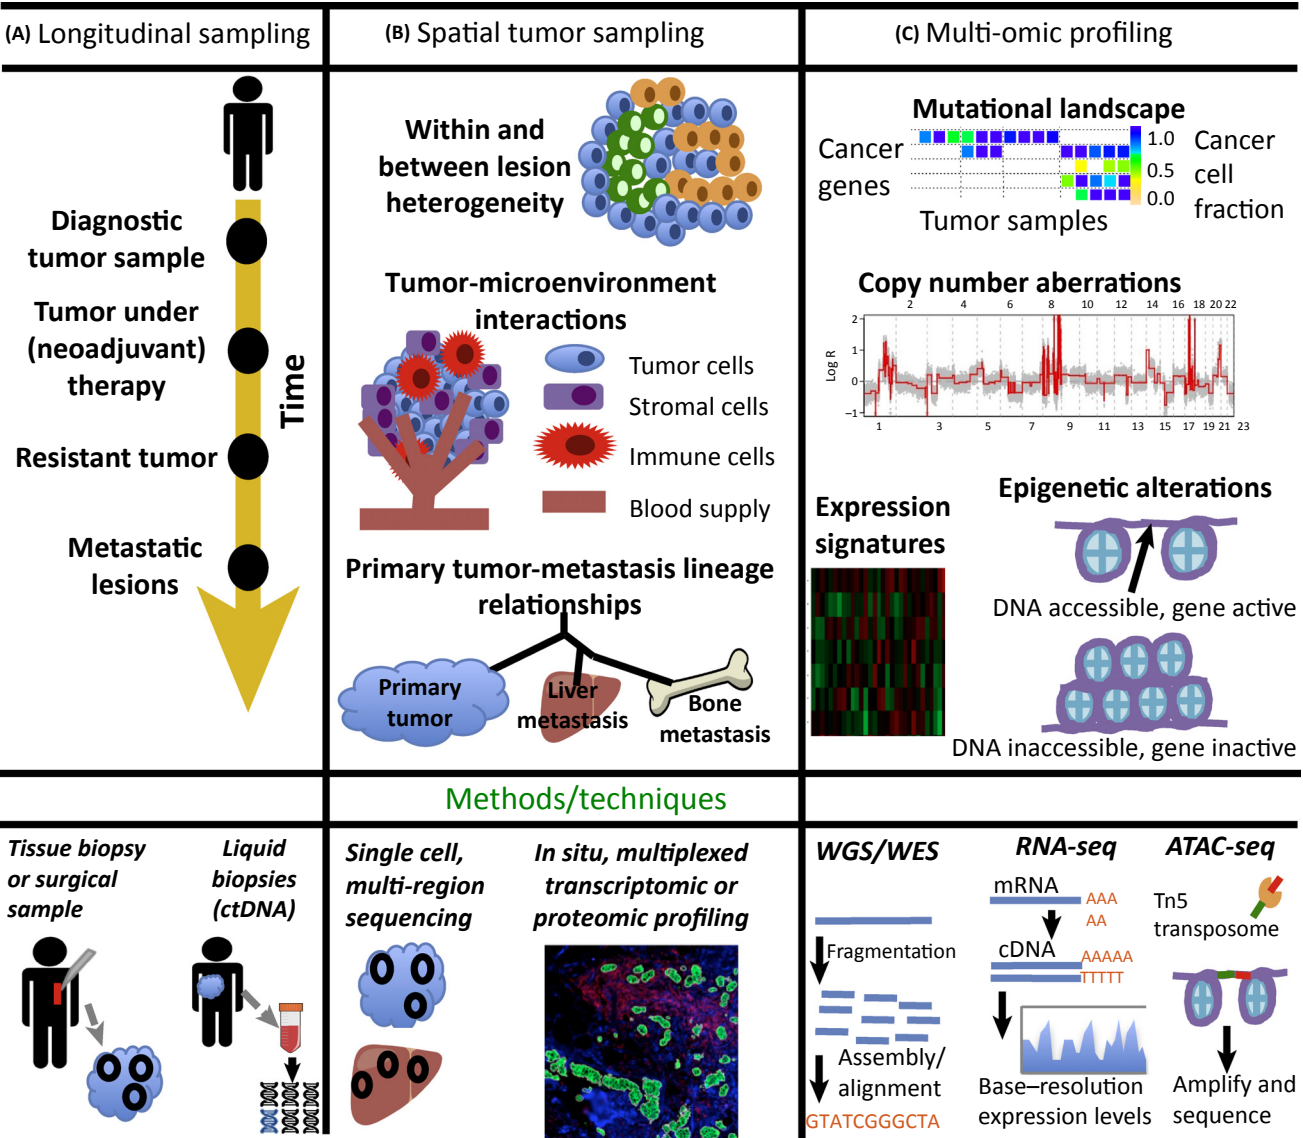 (A) Longitudinal sampling
Diagnostic
tumor sample
Tumor under
(neoadjuvant)
therapy
Resistant tumor
Metastatic
lesions
Time
(B) Spatial tumor sampling
Within and
between lesion
heterogeneity
Tumor-microenvironment
interactions
Tumor cells
Stromal cells
Immune cells
Blood supply
Primary tumor-metastasis lineage
relationships
Primary
tumor
Liver
metastasis
Bone
metastasis
(C) Multi-omic profiling
Mutational landscape
Cancer
genes
1.0
0.5
0.0
Cancer
cell
fraction
Tumor samples
Copy number aberrations
2 4 6 8 10 12 14 16 18 20 22
Log R
2
1
0
–1
1 3 5 7 9 11 13 15 17 19 21 23
Expression
signatures
Epigenetic alterations
DNA accessible, gene active
DNA inaccessible, gene inactive
Methods/techniques
Tissue biopsy
or surgical
sample
Liquid
biopsies
(ctDNA)
Single cell,
multi-region
sequencing
In situ, multiplexed
transcriptomic or
proteomic profiling
WGS/WES
Fragmentation
Assembly/
alignment
GTATCGGGCTA
RNA-seq
mRNA
AAA
AA
cDNA
AAAAA
TTTTT
Base–resolution
expression levels
ATAC-seq
Tn5
transposome
Amplify and
sequence